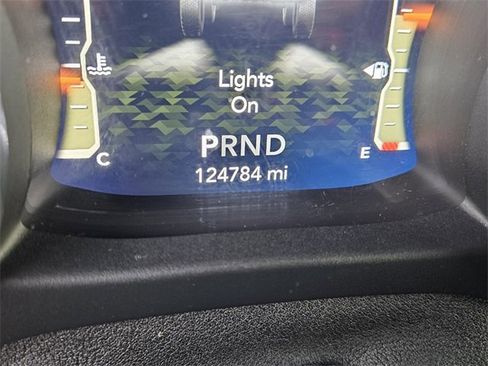 Lights
On
PRND
C
E
124784 mi